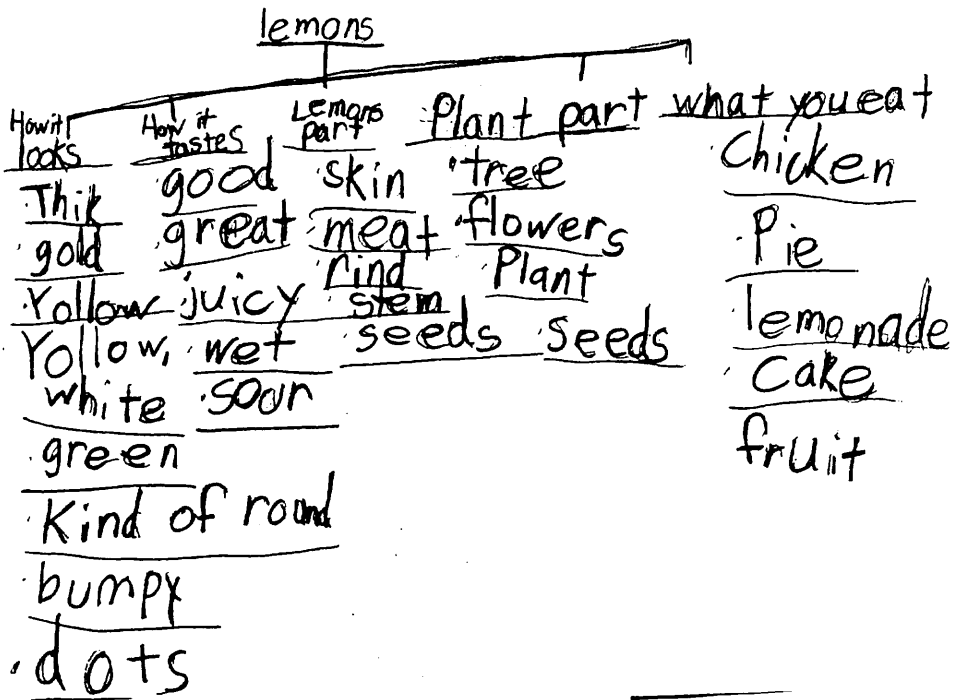 lemons
How it looks
Thik
gold
Yollow
Yollow,
white
green
Kind of round
bumpy
dots
How it tastes
good
great
juicy
wet
sour
Lemons part
skin
meat
rind
stem
seeds
Plant part
tree
flowers
Plant
seeds
what you eat
Chicken
Pie
lemonade
Cake
fruit